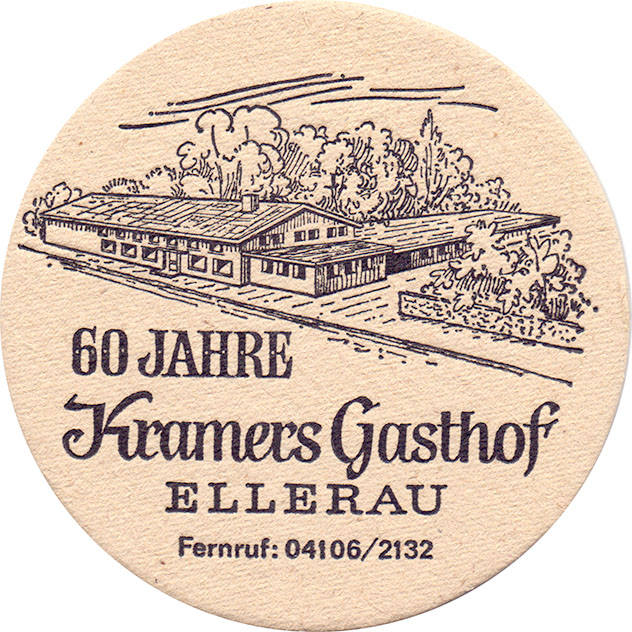 60 JAHRE
Kramers Gasthof
ELLERAU
Fernruf: 04106/2132